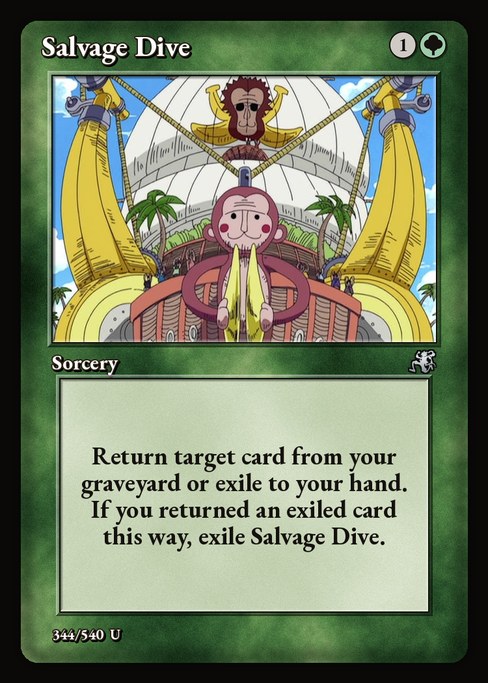 Salvage Dive
1
Sorcery
Return target card from your
graveyard or exile to your hand.
If you returned an exiled card
this way, exile Salvage Dive.
344/540 U